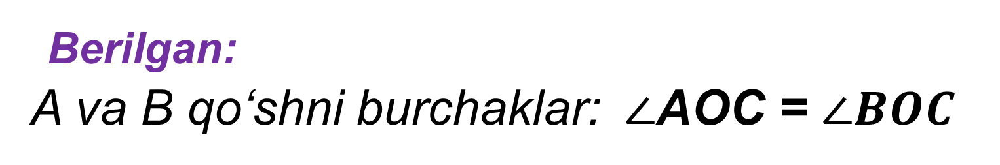 Berilgan:
A va B qo‘shni burchaklar: ∠AOC = ∠BOC